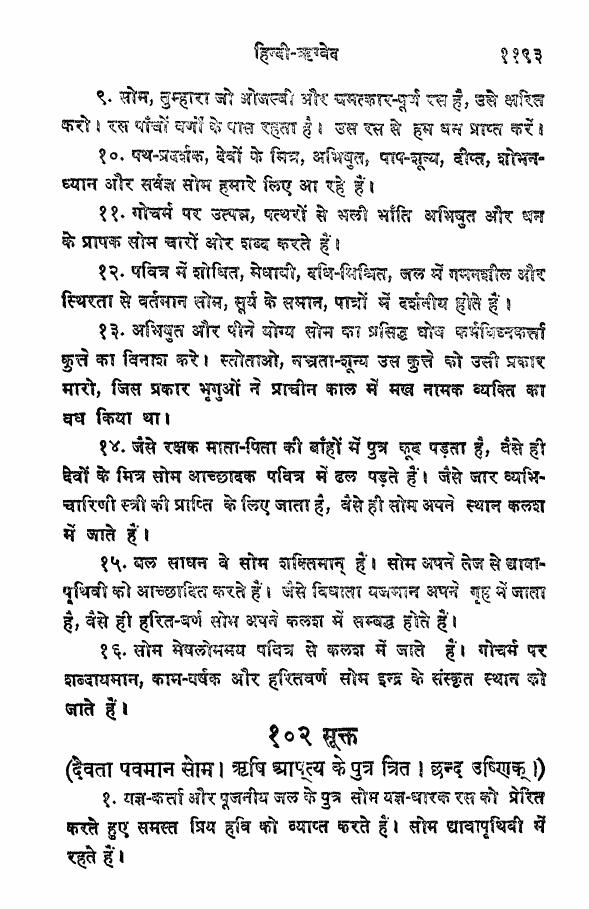 हिन्दी-ऋग्वेद ११९३
९. सोम, तुम्हारा जो ओजस्वी और चमत्कार-पूर्ण रस है, उसे क्षरित
करो। रस पाँचों वर्णों के पास रहता है। उस रस से हम धन प्राप्त करें।
१०. पथ-प्रदर्शक, देवों के मित्र, अभिषुत, पाप-शून्य, दीप्त, शोभन-
ध्यान और सर्वज्ञ सोम हमारे लिए आ रहे हैं।
११. गोचर्म पर उत्पन्न, पत्थरों से भली भाँति अभिषुत और धन
के प्रापक सोम चारों ओर शब्द करते हैं।
१२. पवित्र में शोधित, मेधावी, दधि-मिश्रित, जल में गमनशील और
स्थिरता से वर्तमान सोम, सूर्य के समान, पात्रों में दर्शनीय होते हैं।
१३. अभिषुत और पीने योग्य सोम का प्रसिद्ध घोष कर्मविघ्नकर्त्ता
कुत्ते का विनाश करे। स्तोताओ, नम्रता-शून्य उस कुत्ते को उसी प्रकार
मारो, जिस प्रकार भृगुओं ने प्राचीन काल में मख नामक व्यक्ति का
वध किया था।
१४. जैसे रक्षक माता-पिता की बाँहों में पुत्र कूद पड़ता है, वैसे ही
देवों के मित्र सोम आच्छादक पवित्र में ढल पड़ते हैं। जैसे जार व्यभि-
चारिणी स्त्री की प्राप्ति के लिए जाता है, वैसे ही सोम अपने स्थान कलश
में जाते हैं।
१५. बल साधन वे सोम शक्तिमान् हैं। सोम अपने तेज से द्यावा-
पृथिवी को आच्छादित करते हैं। जैसे विधाता यजमान अपने गृह में जाता
है, वैसे ही हरित-वर्ण सोम अपने कलश में सम्बद्ध होते हैं।
१६. सोम मेषलोममय पवित्र से कलश में जाते हैं। गोचर्म पर
शब्दायमान, काम-वर्षक और हरितवर्ण सोम इन्द्र के संस्कृत स्थान को
जाते हैं।
१०२ सूक्त
(दैवता पवमान सोम। ऋषि आप्त्य के पुत्र त्रित। छन्द उष्णिक्।)
१. यज्ञ-कर्त्ता और पूजनीय जल के पुत्र सोम यज्ञ-धारक रस को प्रेरित
करते हुए समस्त प्रिय हवि को व्याप्त करते हैं। सोम द्यावापृथिवी में
रहते हैं।